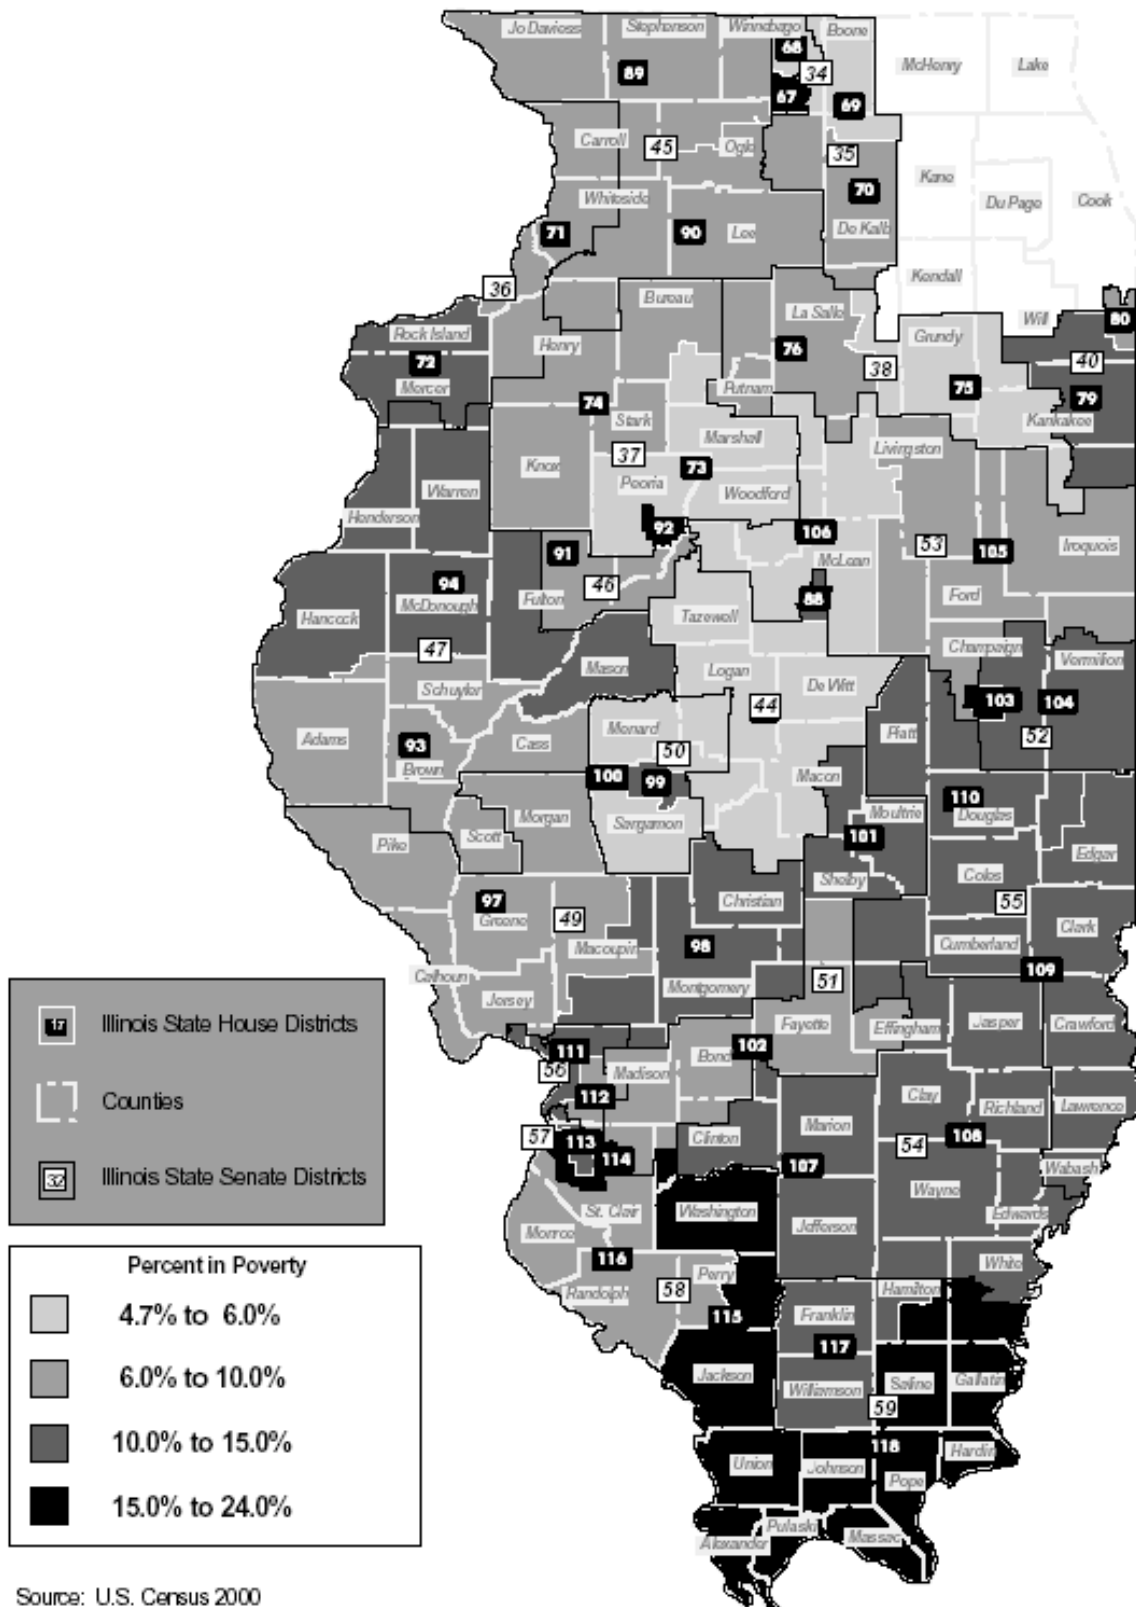 Jo Daviess
Stephenson
Winnebago
Boone
68
McHenry
Lake
89
34
67
69
Carroll
45
Ogle
35
Kane
70
Du Page
Cook
Whiteside
71
90
Lee
De Kalb
Kendall
36
Bureau
La Salle
Will
80
Rock Island
Henry
76
Grundy
72
38
40
Mercer
Putnam
75
79
74
Stark
Marshall
Kankakee
Knox
37
73
Livingston
Peoria
Woodford
Warren
Henderson
92
106
53
105
Iroquois
91
McLean
94
46
88
McDonough
Fulton
Ford
Hancock
Tazewell
47
Champaign
Vermilion
Mason
Logan
De Witt
Schuyler
44
103
104
Adams
93
Cass
Menard
50
Piatt
52
Brown
100
99
Macon
110
Morgan
Moultrie
Douglas
Pike
Scott
Sangamon
101
Edgar
97
Christian
Shelby
Coles
Greene
49
55
Clark
Macoupin
98
Cumberland
Calhoun
Montgomery
51
109
Jersey
Fayette
Effingham
Jasper
Crawford
17
Illinois State House Districts
111
102
56
Madison
Bond
Counties
112
Clay
Richland
Lawrence
57
113
Clinton
Marion
108
32
Illinois State Senate Districts
114
107
54
Wabash
St. Clair
Washington
Wayne
Monroe
Jefferson
Edwards
116
White
Percent in Poverty
Perry
Randolph
58
Hamilton
4.7% to 6.0%
115
Franklin
117
6.0% to 10.0%
Jackson
Williamson
Saline
Gallatin
59
10.0% to 15.0%
118
Hardin
Union
Johnson
Pope
15.0% to 24.0%
Pulaski
Alexander
Massac
Source: U.S. Census 2000